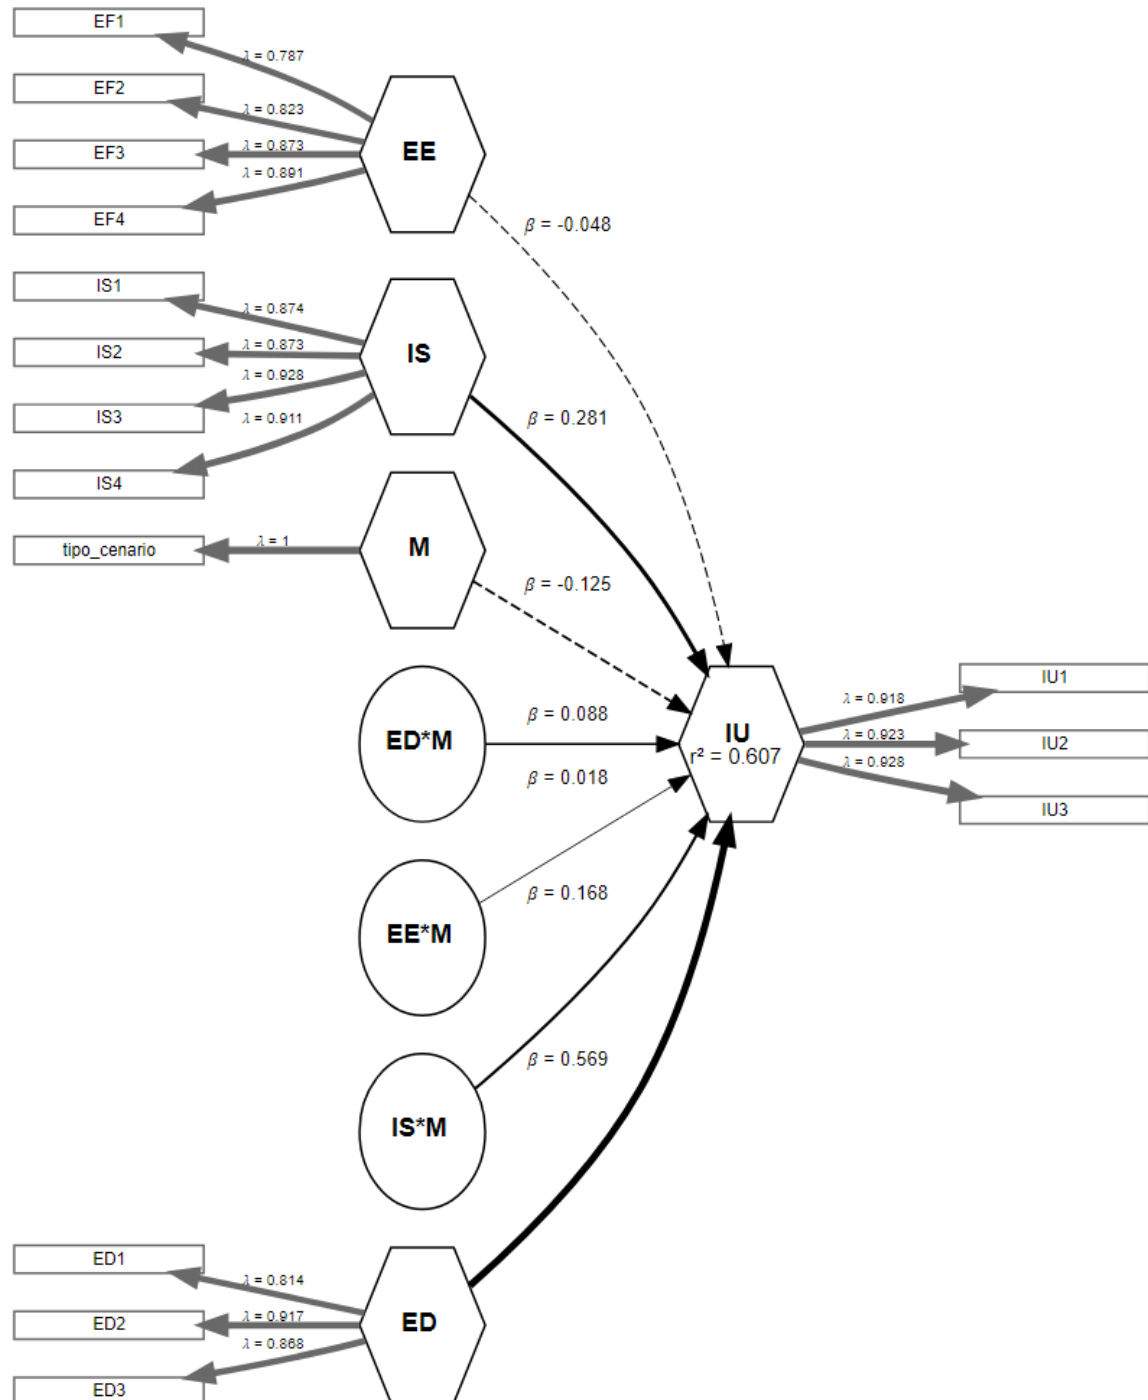 EF1
λ = 0.787
EF2
λ = 0.823
EF3
λ = 0.873
EF4
λ = 0.891
EE
β = -0.048
IS1
λ = 0.874
IS2
λ = 0.873
IS3
λ = 0.928
IS4
λ = 0.911
IS
β = 0.281
tipo_cenario
λ = 1
M
β = -0.125
ED*M
β = 0.088
β = 0.018
EE*M
β = 0.168
IS*M
β = 0.569
IU
r² = 0.607
λ = 0.918
IU1
λ = 0.923
IU2
λ = 0.928
IU3
ED1
λ = 0.814
ED2
λ = 0.917
ED3
λ = 0.868
ED